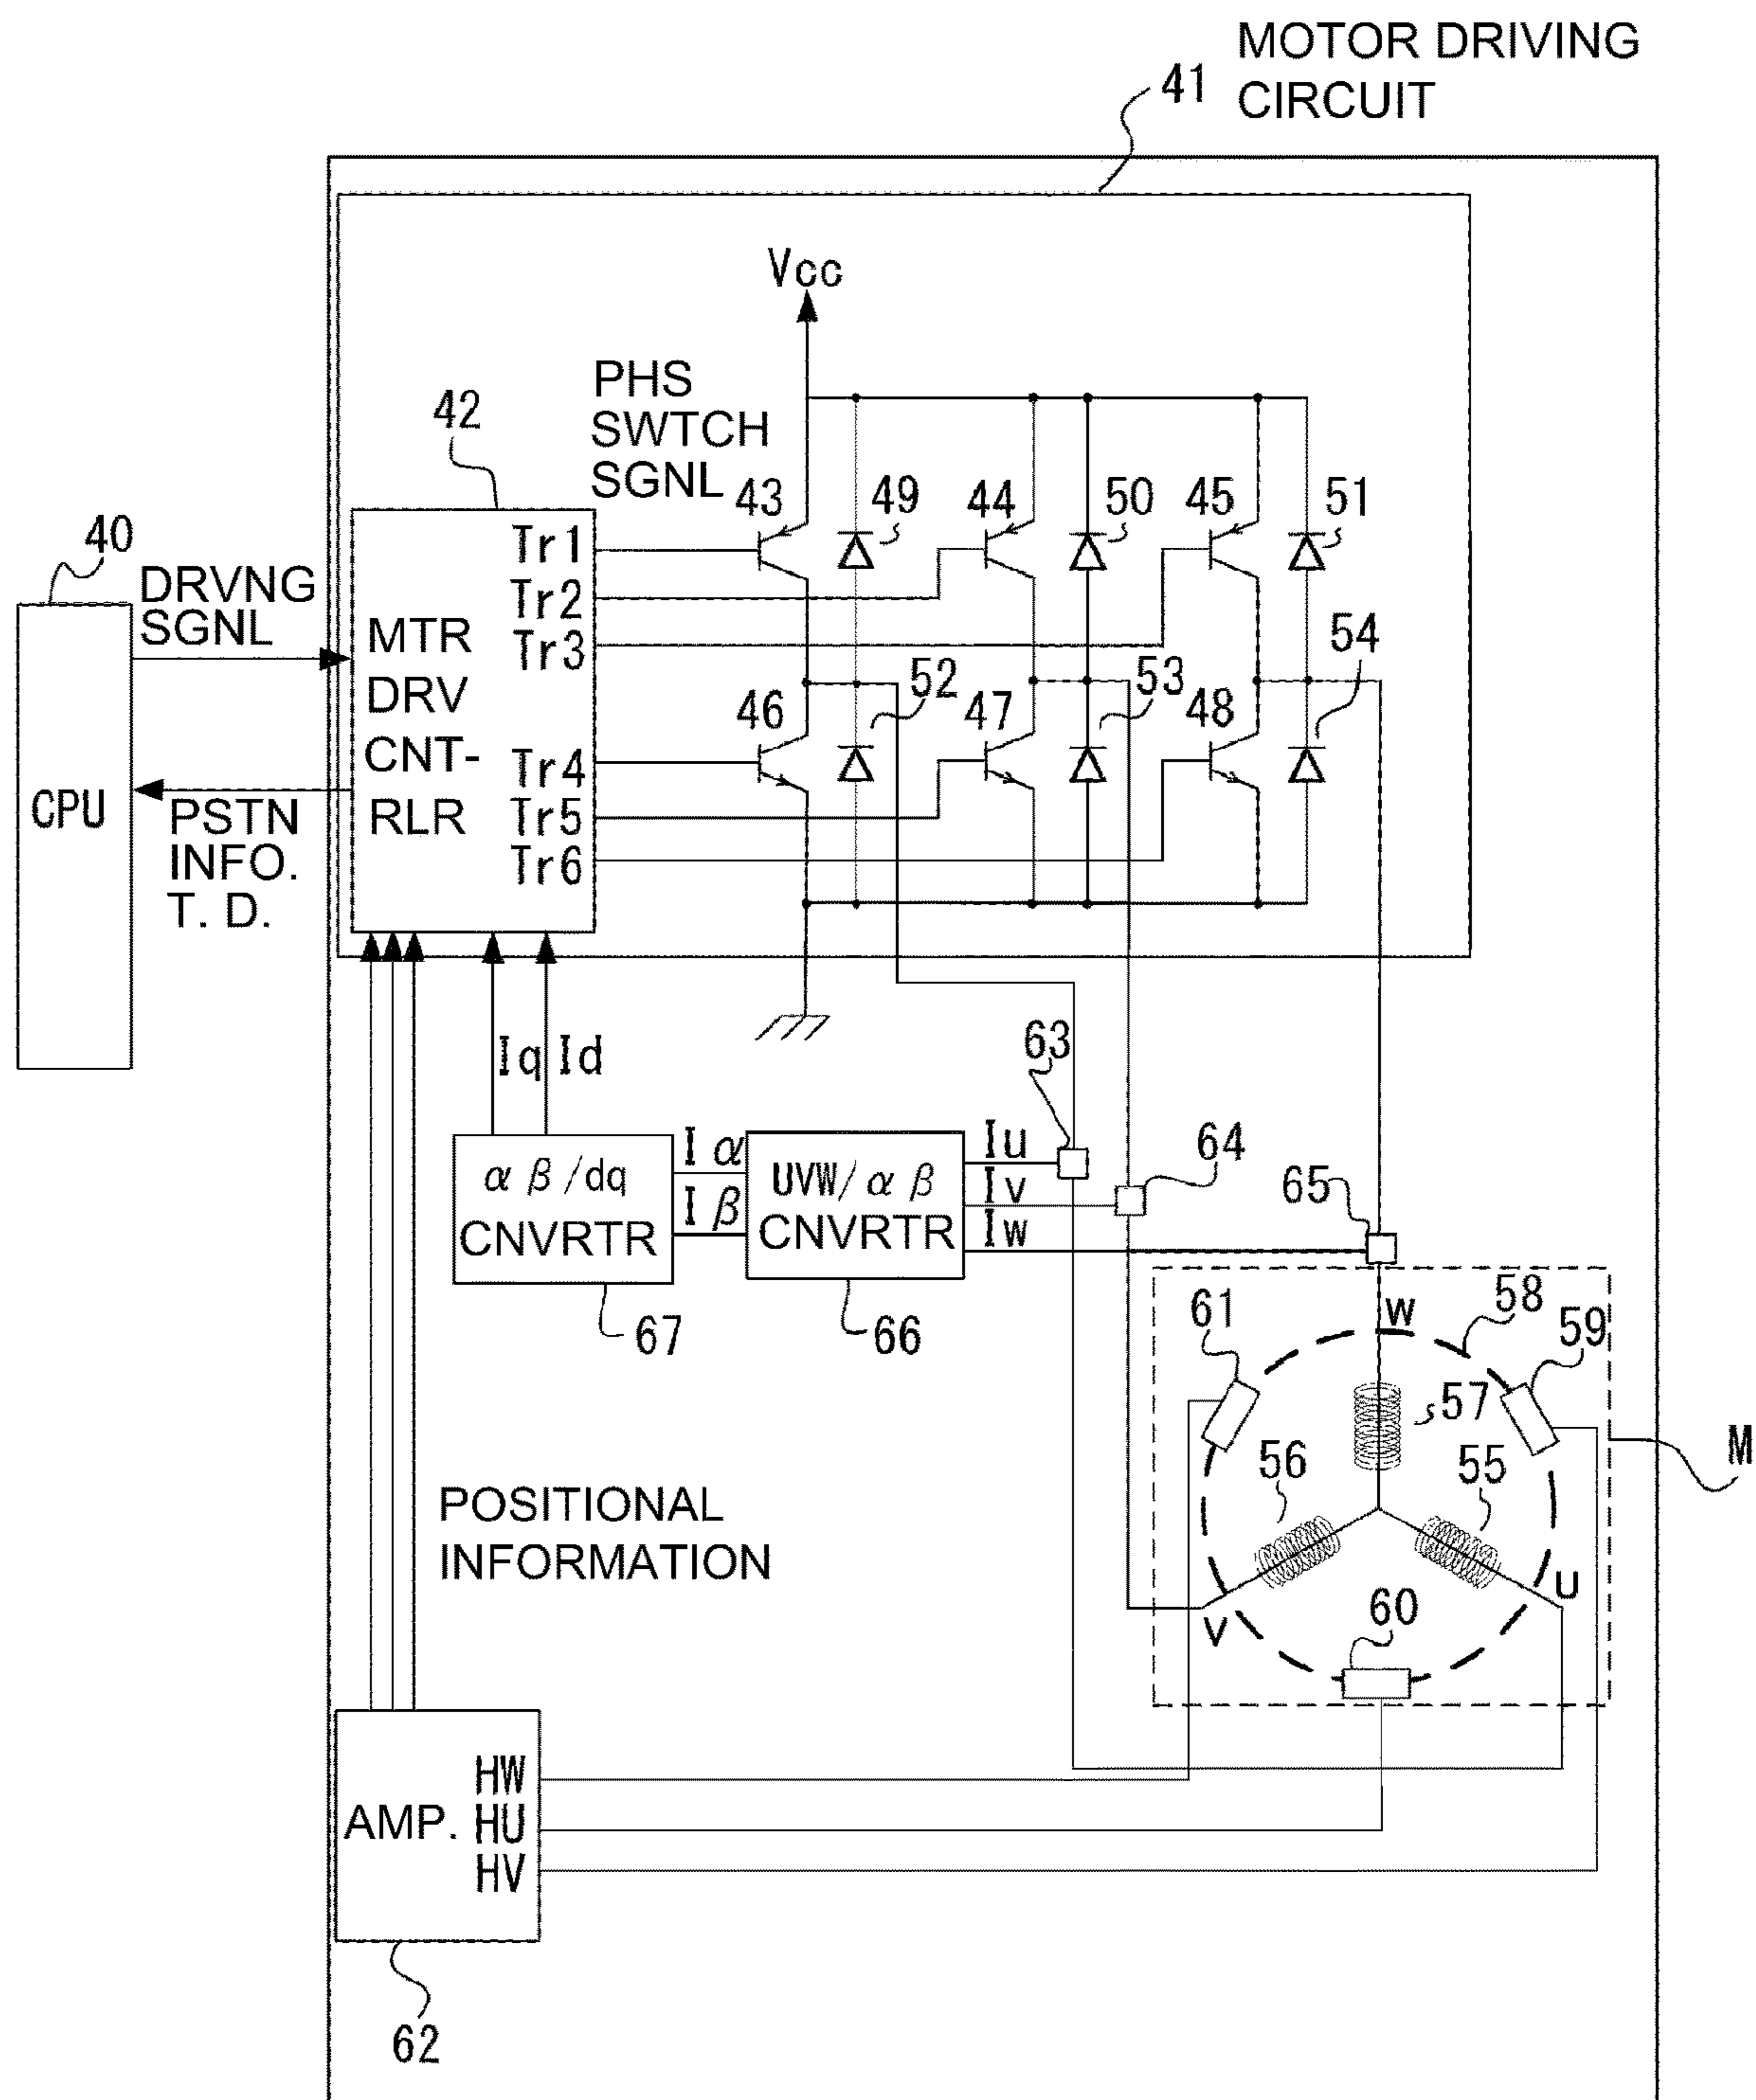 MOTOR DRIVING
CIRCUIT
41
Vcc
PHS
SWTCH
SGNL
42
43
49
44
50
45
51
40
DRVNG
SGNL
Tr1
Tr2
Tr3
MTR
DRV
CNT-
RLR
46
52
47
53
48
54
Tr4
Tr5
Tr6
CPU
PSTN
INFO.
T. D.
Iq
Id
63
64
65
αβ/dq
CNVRTR
Iα
Iβ
UVW/αβ
CNVRTR
Iu
Iv
Iw
67
66
61
W
58
59
57
56
55
M
POSITIONAL
INFORMATION
V
60
U
AMP.
HW
HU
HV
62